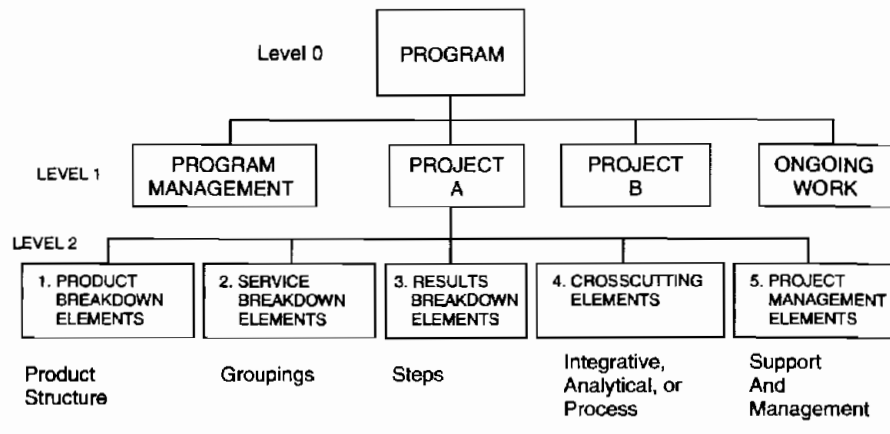 Level 0
PROGRAM
LEVEL 1
PROGRAM
MANAGEMENT
PROJECT
A
PROJECT
B
ONGOING
WORK
LEVEL 2
1. PRODUCT
BREAKDOWN
ELEMENTS
2. SERVICE
BREAKDOWN
ELEMENTS
3. RESULTS
BREAKDOWN
ELEMENTS
4. CROSSCUTTING
ELEMENTS
5. PROJECT
MANAGEMENT
ELEMENTS
Product
Structure
Groupings
Steps
Integrative,
Analytical, or
Process
Support
And
Management